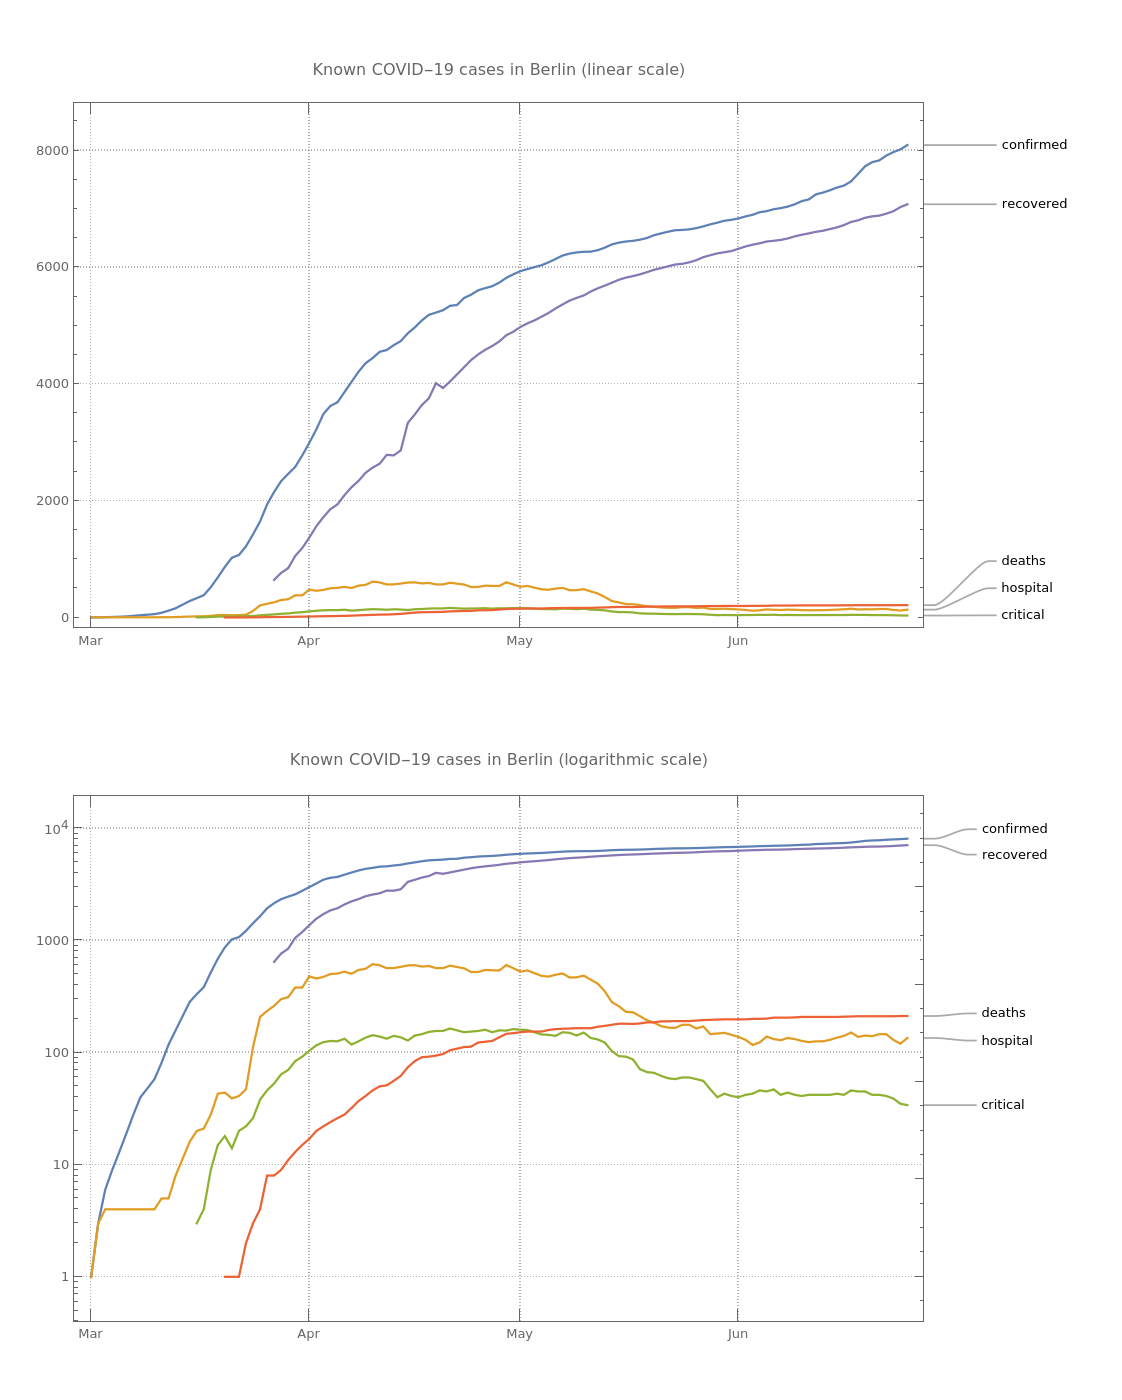 Known COVID‒19 cases in Berlin (linear scale)
8000
6000
4000
2000
0
Mar Apr May Jun
confirmed
recovered
deaths
hospital
critical
Known COVID‒19 cases in Berlin (logarithmic scale)
10⁴
1000
100
10
1
Mar Apr May Jun
confirmed
recovered
deaths
hospital
critical